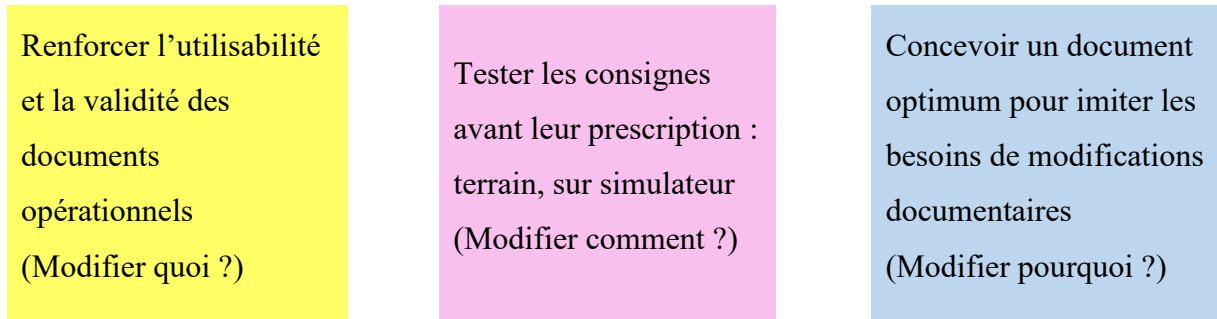 Renforcer l’utilisabilité
et la validité des
documents
opérationnels
(Modifier quoi ?)
Tester les consignes
avant leur prescription :
terrain, sur simulateur
(Modifier comment ?)
Concevoir un document
optimum pour imiter les
besoins de modifications
documentaires
(Modifier pourquoi ?)